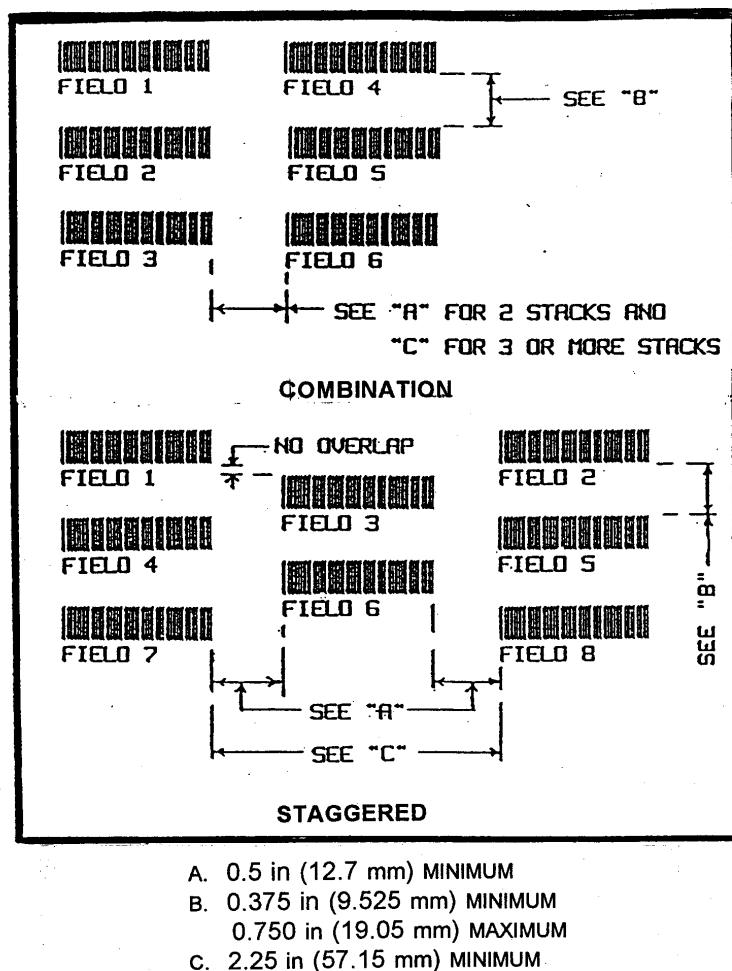 FIELD 1 FIELD 4
SEE "B"
FIELD 2 FIELD 5
FIELD 3 FIELD 6
SEE "A" FOR 2 STACKS AND
"C" FOR 3 OR MORE STACKS
COMBINATION
NO OVERLAP
FIELD 1 FIELD 2
FIELD 3
FIELD 4 FIELD 5
FIELD 6
SEE "B"
FIELD 7 FIELD 8
SEE "A"
SEE "C"
STAGGERED
A. 0.5 in (12.7 mm) MINIMUM
B. 0.375 in (9.525 mm) MINIMUM
0.750 in (19.05 mm) MAXIMUM
C. 2.25 in (57.15 mm) MINIMUM